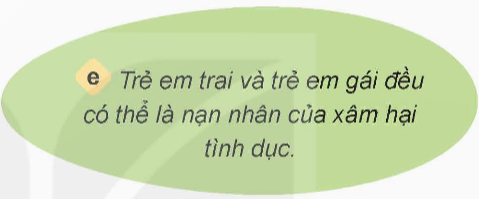 e Trẻ em trai và trẻ em gái đều
có thể là nạn nhân của xâm hại
tình dục.